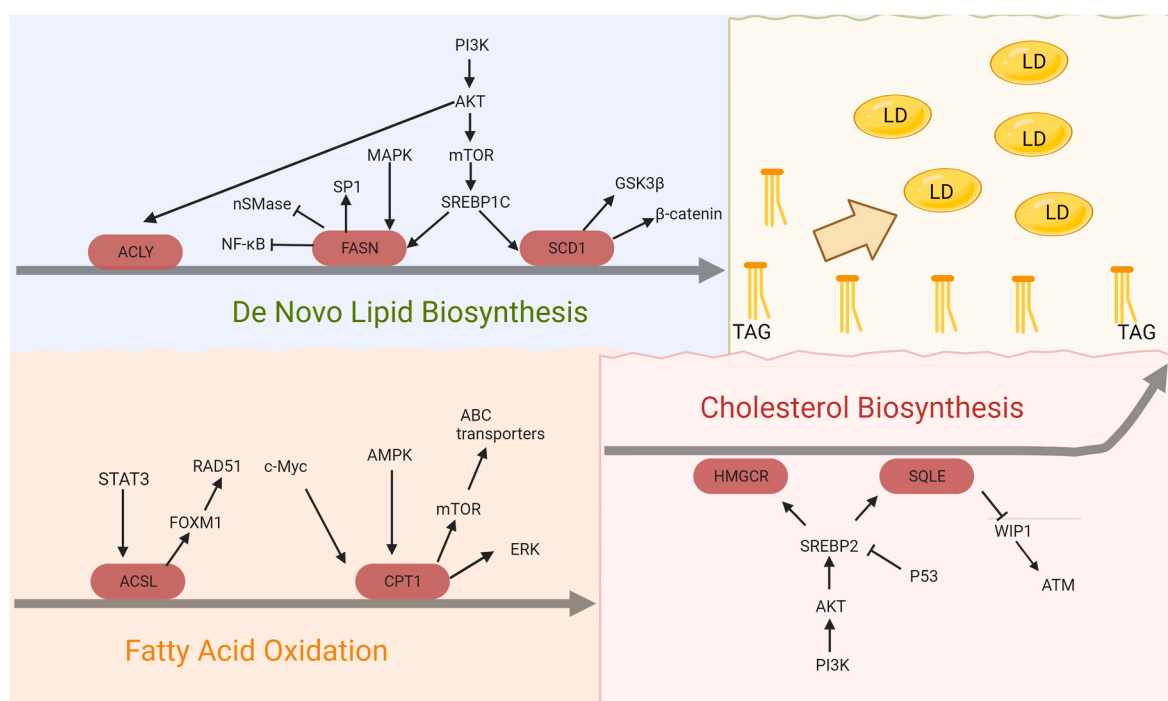 PI3K
AKT
MAPK
mTOR
SP1
nSMase
SREBP1C
GSK3β
β-catenin
NF-κB
ACLY
FASN
SCD1
De Novo Lipid Biosynthesis
LD
LD
LD
LD
LD
TAG
TAG
ABC
transporters
STAT3
RAD51
c-Myc
AMPK
FOXM1
mTOR
ERK
ACSL
CPT1
Fatty Acid Oxidation
Cholesterol Biosynthesis
HMGCR
SQLE
SREBP2
WIP1
P53
ATM
AKT
PI3K